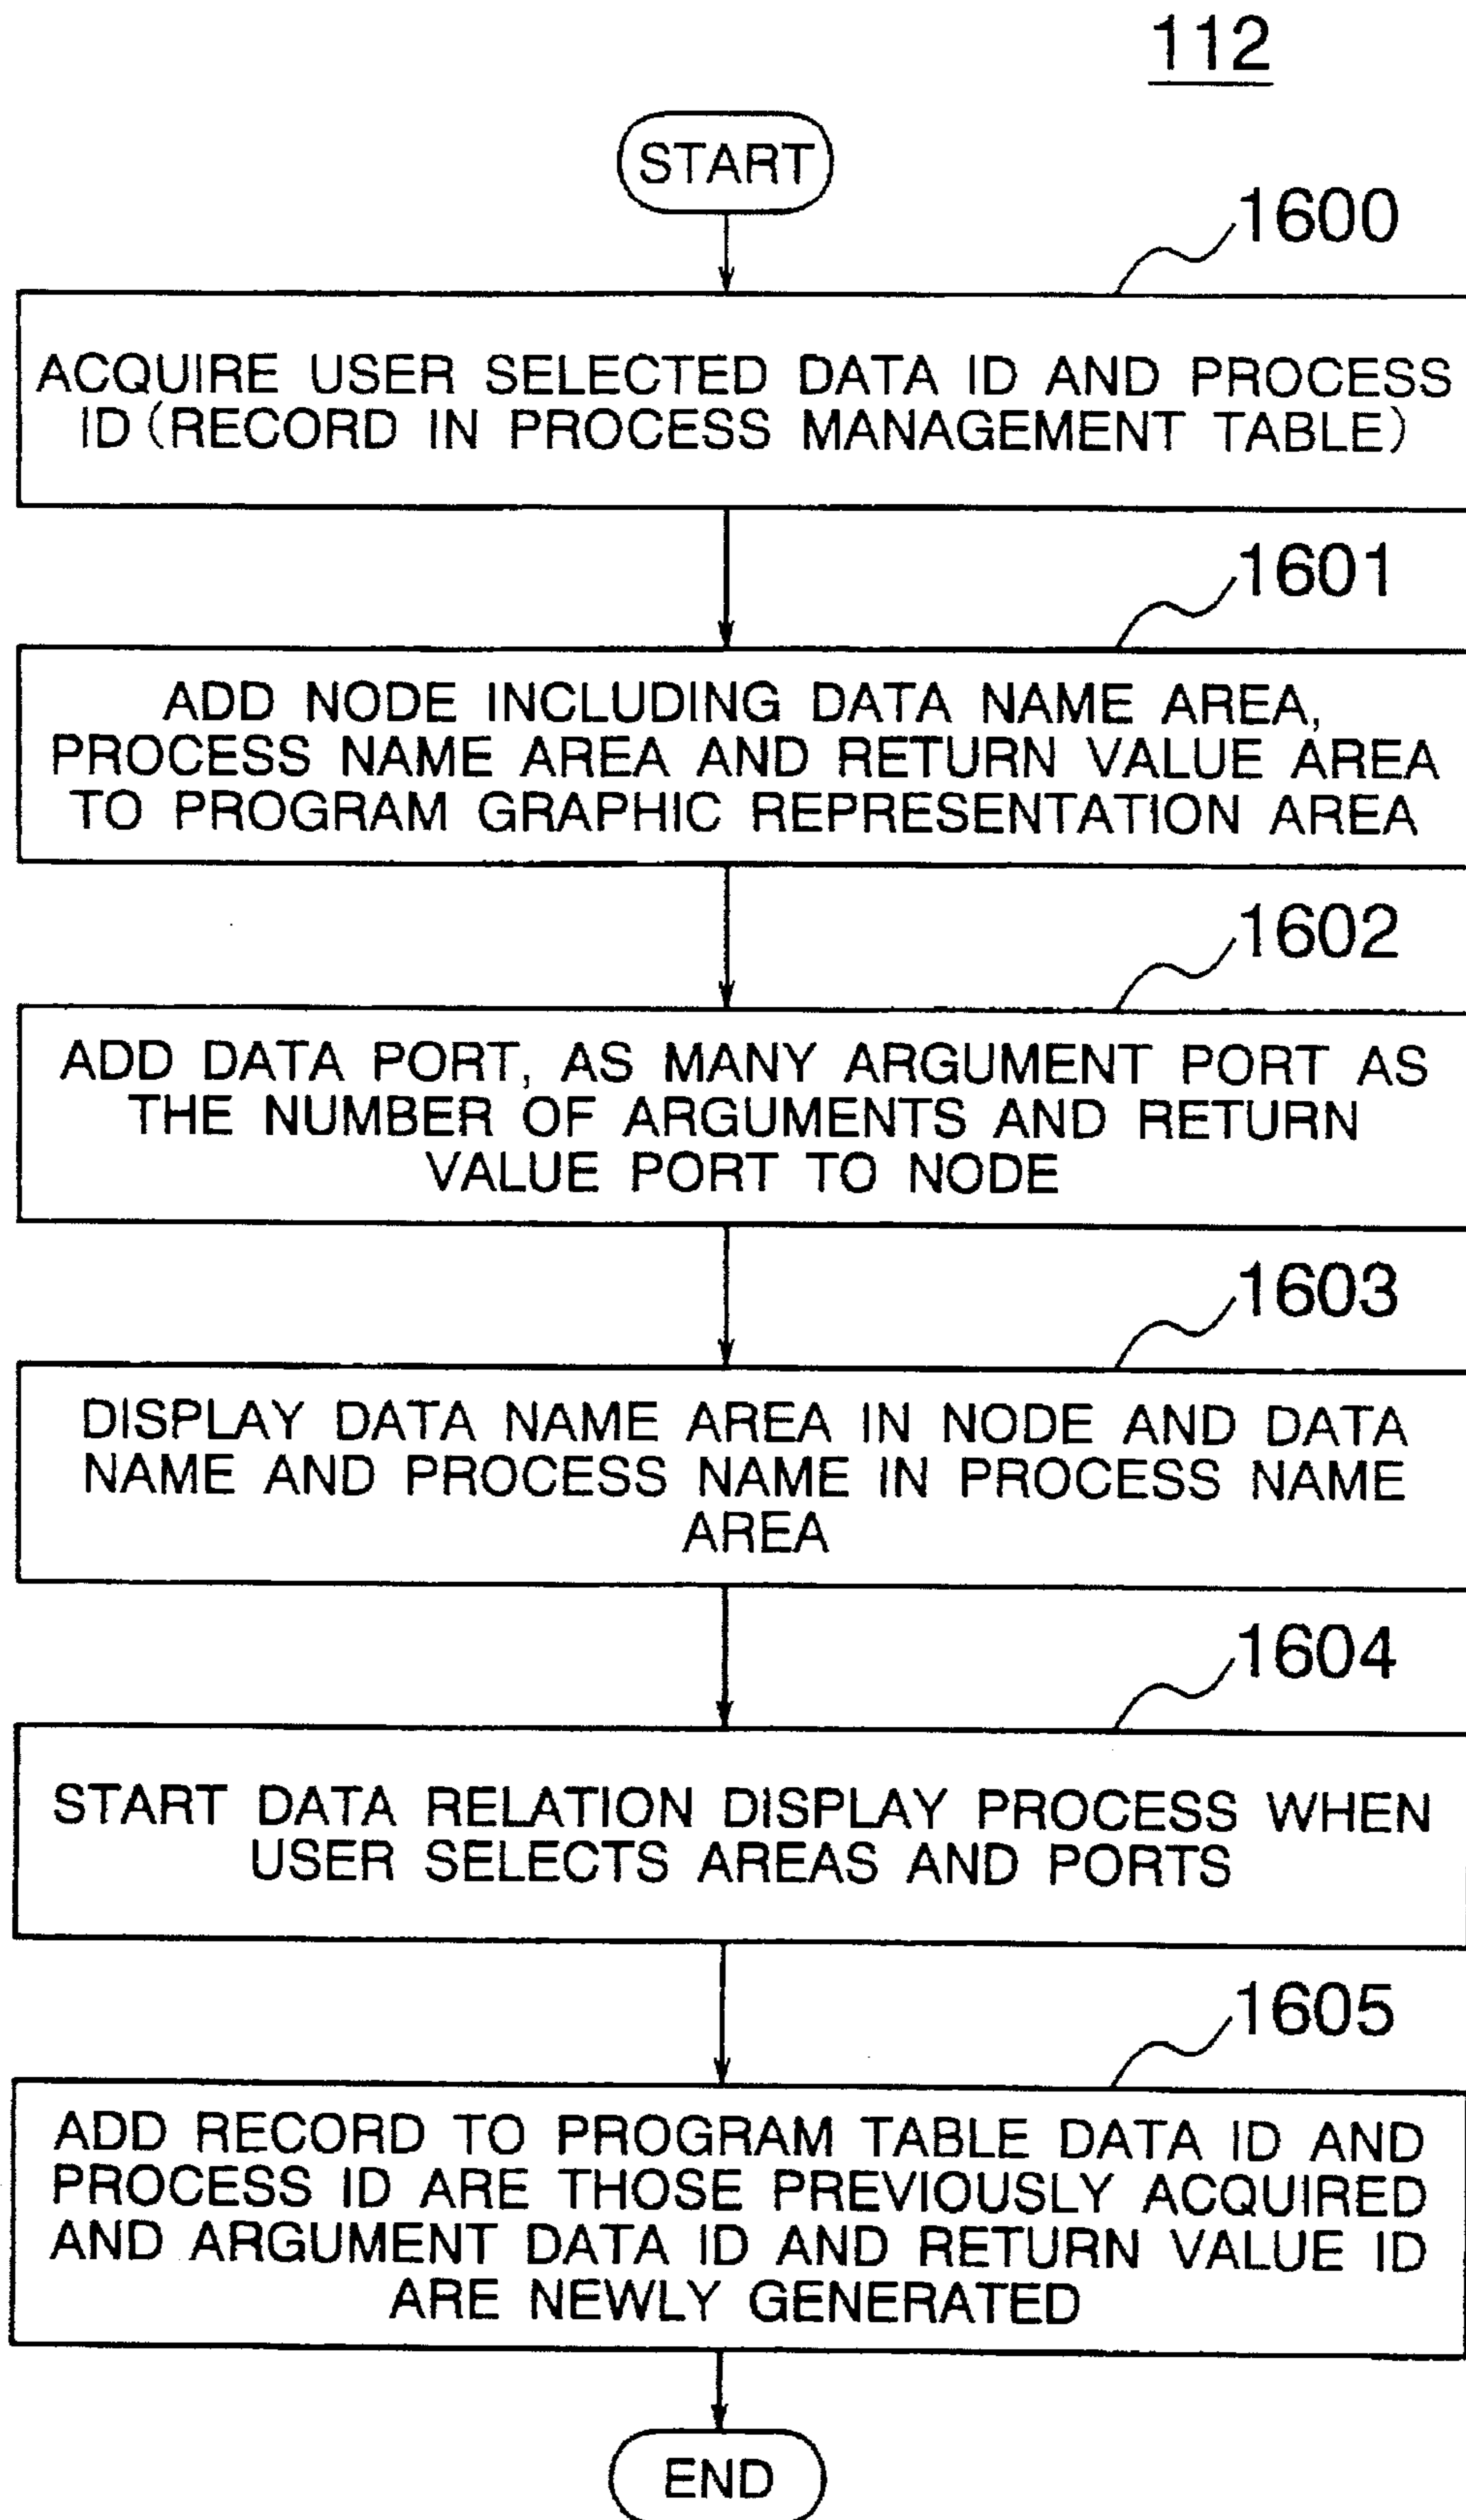 112
START
1600
ACQUIRE USER SELECTED DATA ID AND PROCESS
ID (RECORD IN PROCESS MANAGEMENT TABLE)
1601
ADD NODE INCLUDING DATA NAME AREA,
PROCESS NAME AREA AND RETURN VALUE AREA
TO PROGRAM GRAPHIC REPRESENTATION AREA
1602
ADD DATA PORT, AS MANY ARGUMENT PORT AS
THE NUMBER OF ARGUMENTS AND RETURN
VALUE PORT TO NODE
1603
DISPLAY DATA NAME AREA IN NODE AND DATA
NAME AND PROCESS NAME IN PROCESS NAME
AREA
1604
START DATA RELATION DISPLAY PROCESS WHEN
USER SELECTS AREAS AND PORTS
1605
ADD RECORD TO PROGRAM TABLE DATA ID AND
PROCESS ID ARE THOSE PREVIOUSLY ACQUIRED
AND ARGUMENT DATA ID AND RETURN VALUE ID
ARE NEWLY GENERATED
END